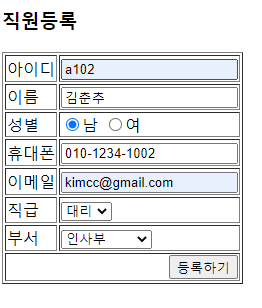 직원등록
아이디 a102
이름 김춘추
성별 남 여
휴대폰 010-1234-1002
이메일 kimcc@gmail.com
직급 대리
부서 인사부
등록하기